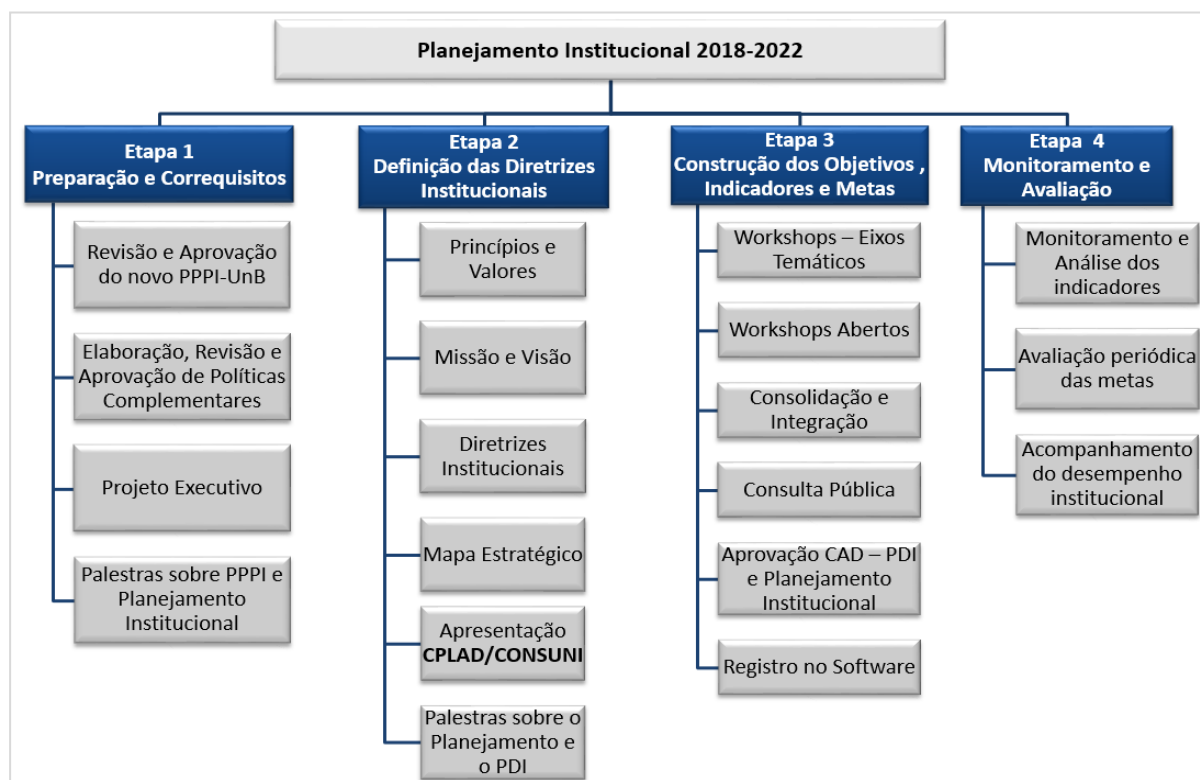 Planejamento Institucional 2018-2022
Etapa 1
Preparação e Correquisitos
Revisão e Aprovação
do novo PPPI-UnB
Elaboração, Revisão e
Aprovação de Políticas
Complementares
Projeto Executivo
Palestras sobre PPPI e
Planejamento
Institucional
Etapa 2
Definição das Diretrizes
Institucionais
Princípios e
Valores
Missão e Visão
Diretrizes
Institucionais
Mapa Estratégico
Apresentação
CPLAD/CONSUNI
Palestras sobre o
Planejamento e
o PDI
Etapa 3
Construção dos Objetivos ,
Indicadores e Metas
Workshops – Eixos
Temáticos
Workshops Abertos
Consolidação e
Integração
Consulta Pública
Aprovação CAD – PDI
e Planejamento
Institucional
Registro no Software
Etapa 4
Monitoramento e
Avaliação
Monitoramento e
Análise dos
indicadores
Avaliação periódica
das metas
Acompanhamento
do desempenho
institucional